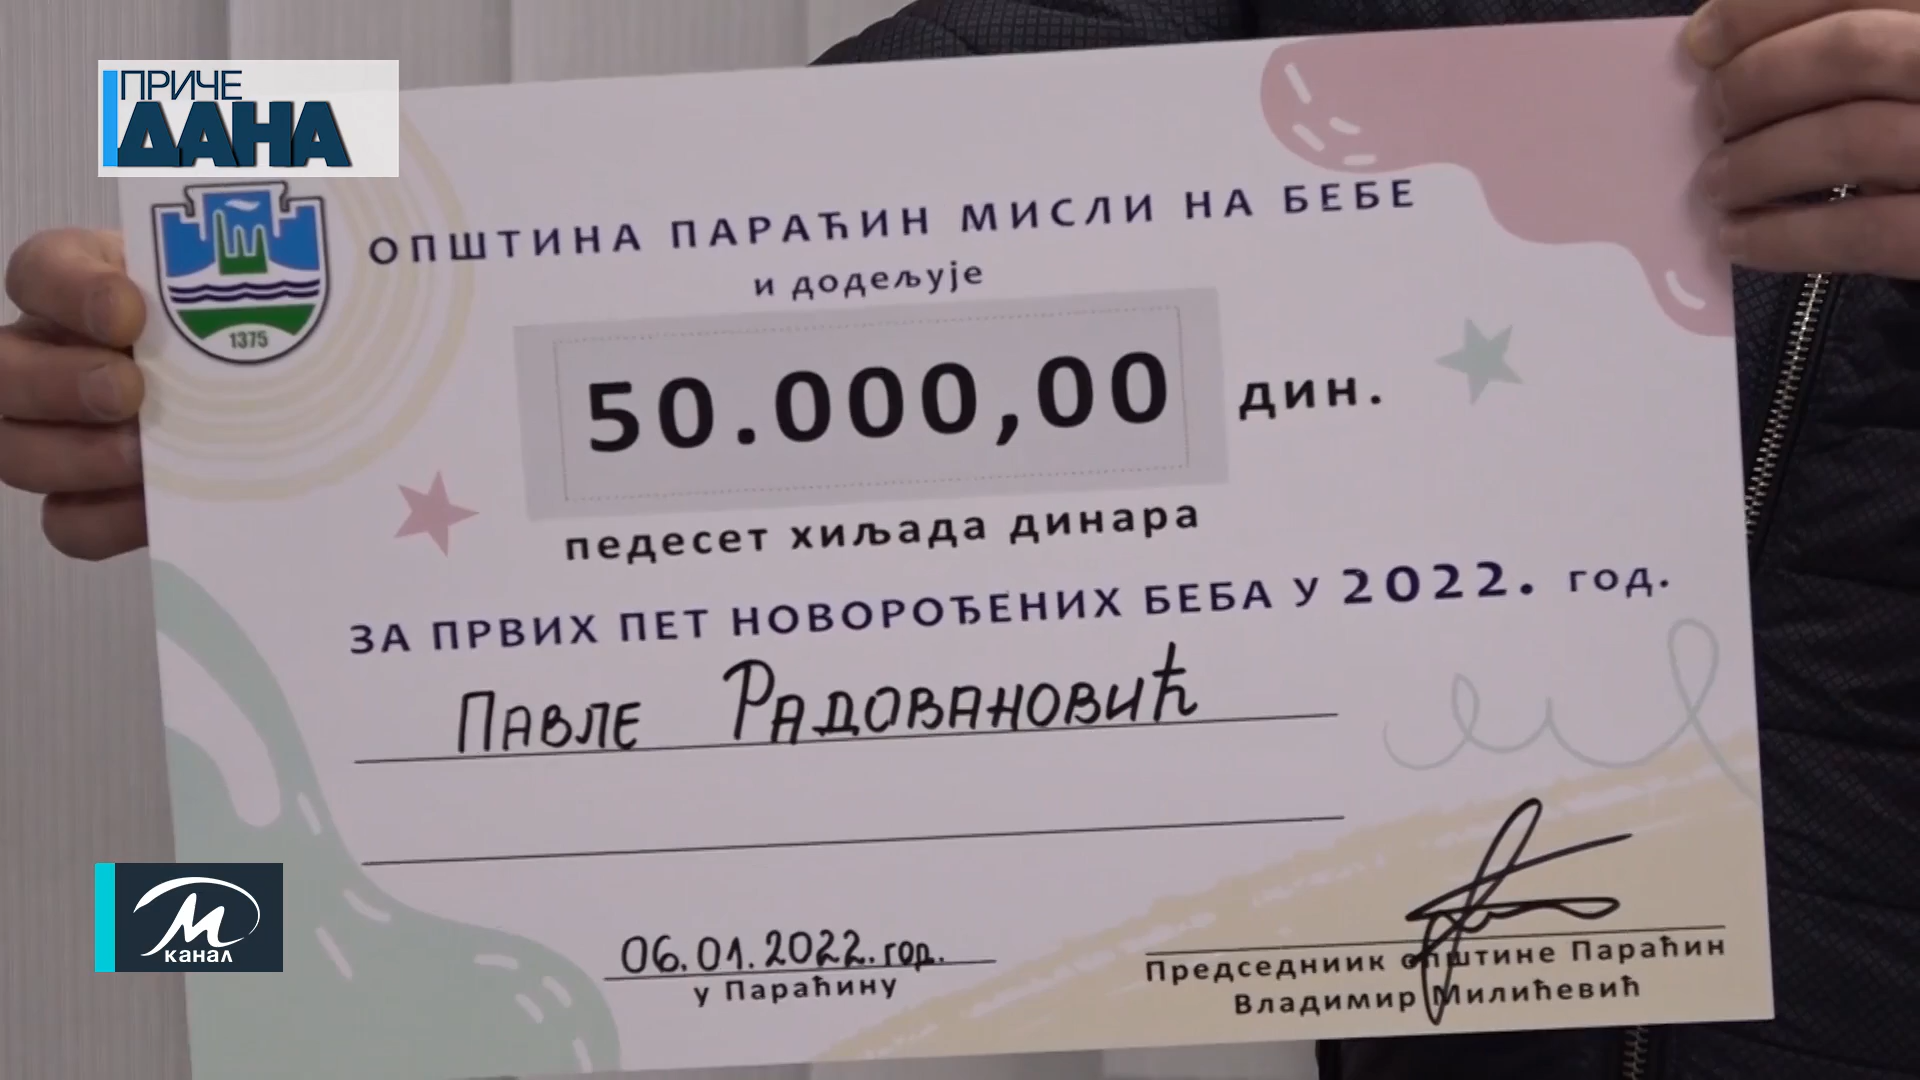 ПРИЧЕ
ДАНА
ОПШТИНА ПАРАЋИН МИСЛИ НА БЕБЕ
и додељује
1375
50.000,00 дин.
педесет хиљада динара
ЗА ПРВИХ ПЕТ НОВОРОЂЕНИХ БЕБА У 2022. год.
ПАВЛЕ РАДОВАНОВИЋ
06.01.2022. год.
у Параћину
Председниик општине Параћин
Владимир Милићевић
М
канал